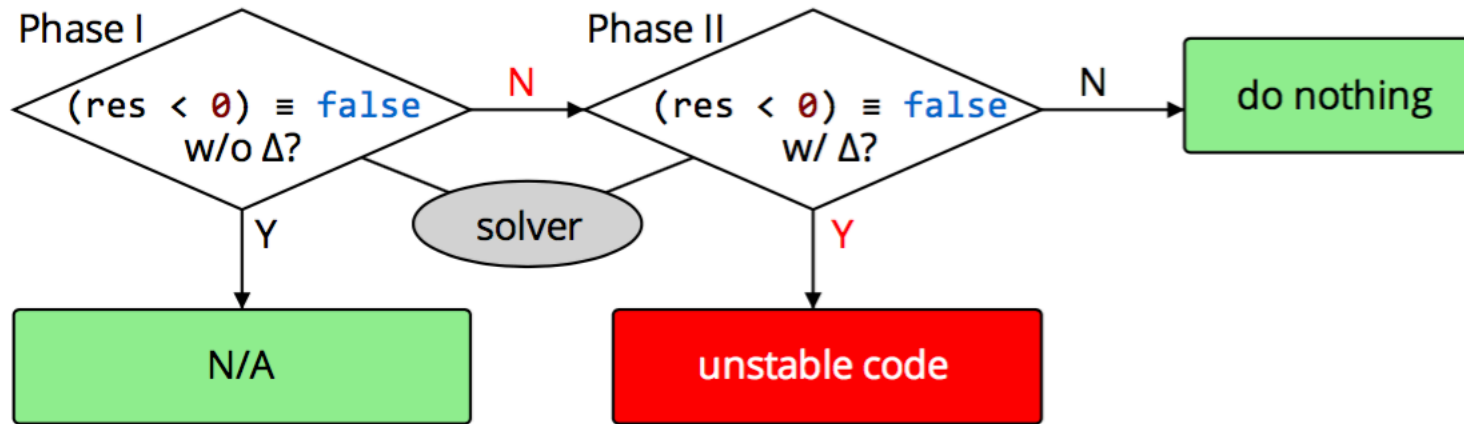 Phase I
(res < 0) ≡ false
w/o Δ?
N
Y
N/A
solver
Phase II
(res < 0) ≡ false
w/ Δ?
N
do nothing
Y
unstable code